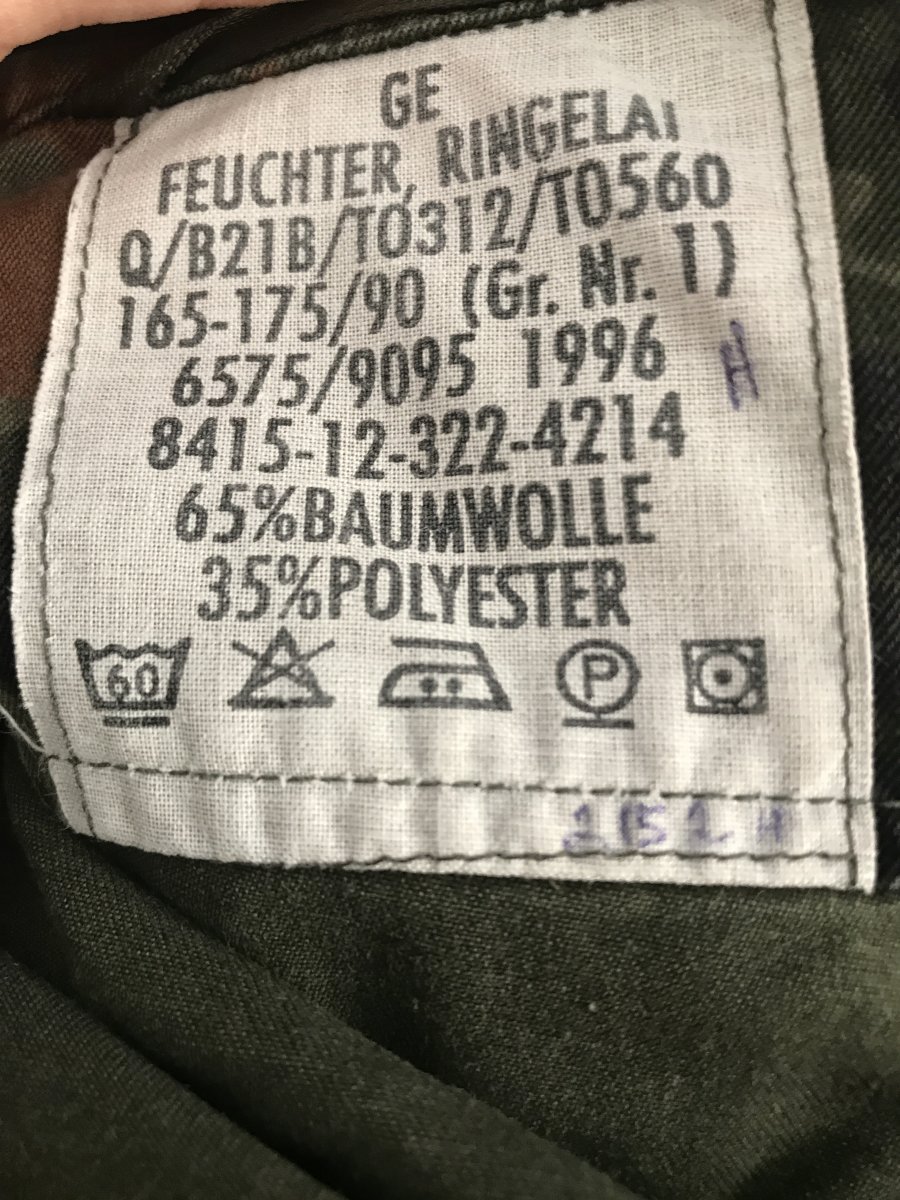 GE
FEUCHTER, RINGELAI
Q/B21B/T0312/T0560
165-175/90 (Gr. Nr. 1)
6575/9095 1996
H
8415-12-322-4214
65%BAUMWOLLE
35%POLYESTER
60
P